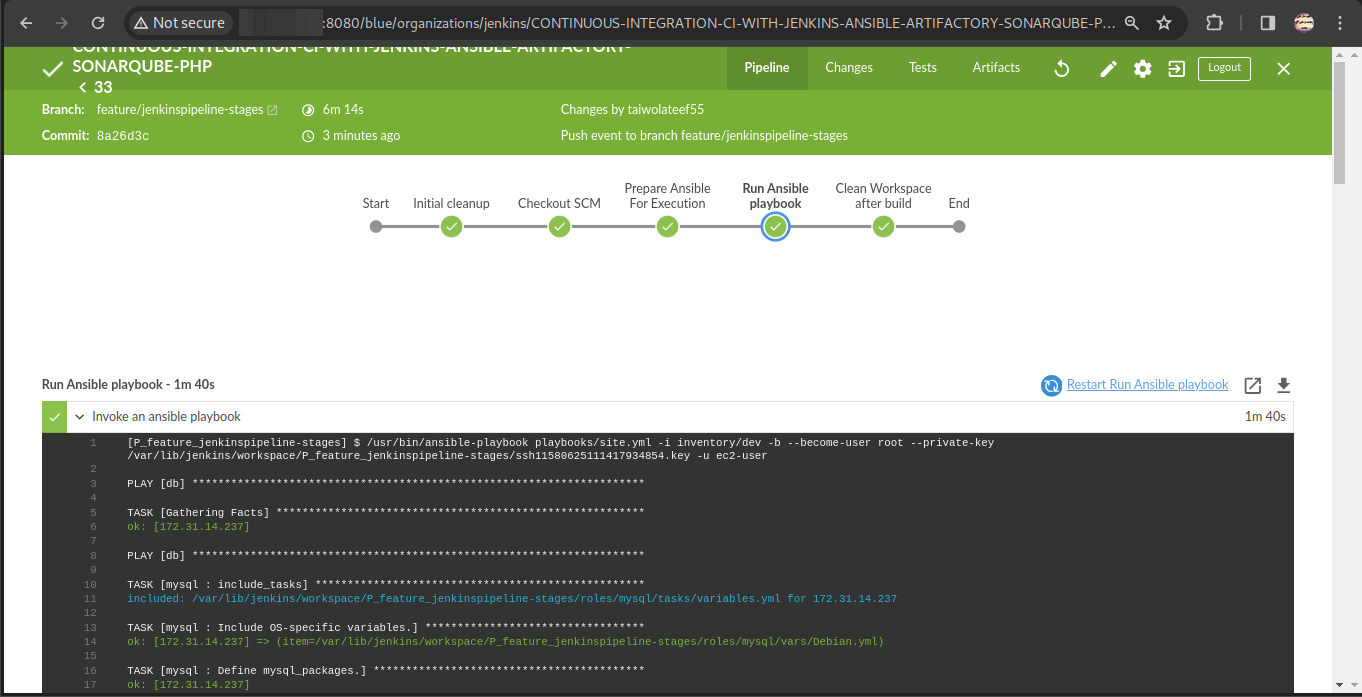 Not secure
:8080/blue/organizations/jenkins/CONTINUOUS-INTEGRATION-CI-WITH-JENKINS-ANSIBLE-ARTIFACTORY-SONARQUBE-P...
CONTINUOUS-INTEGRATION-CI-WITH-JENKINS-ANSIBLE-ARTIFACTORY-
SONARQUBE-PHP
< 33
Pipeline Changes Tests Artifacts Logout
Branch: feature/jenkinspipeline-stages 6m 14s Changes by taiwolateef55
Commit: 8a26d3c 3 minutes ago Push event to branch feature/jenkinspipeline-stages
Start
Initial cleanup
Checkout SCM
Prepare Ansible
For Execution
Run Ansible
playbook
Clean Workspace
after build
End
Run Ansible playbook - 1m 40s Restart Run Ansible playbook
Invoke an ansible playbook 1m 40s
1 [P_feature_jenkinspipeline-stages] $ /usr/bin/ansible-playbook playbooks/site.yml -i inventory/dev -b --become-user root --private-key
/var/lib/jenkins/workspace/P_feature_jenkinspipeline-stages/ssh11580625111417934854.key -u ec2-user
2
3 PLAY [db] **********************************************************************
4
5 TASK [Gathering Facts] *********************************************************
6 ok: [172.31.14.237]
7
8 PLAY [db] **********************************************************************
9
10 TASK [mysql : include_tasks] ***************************************************
11 included: /var/lib/jenkins/workspace/P_feature_jenkinspipeline-stages/roles/mysql/tasks/variables.yml for 172.31.14.237
12
13 TASK [mysql : Include OS-specific variables.] **********************************
14 ok: [172.31.14.237] => (item=/var/lib/jenkins/workspace/P_feature_jenkinspipeline-stages/roles/mysql/vars/Debian.yml)
15
16 TASK [mysql : Define mysql_packages.] ******************************************
17 ok: [172.31.14.237]